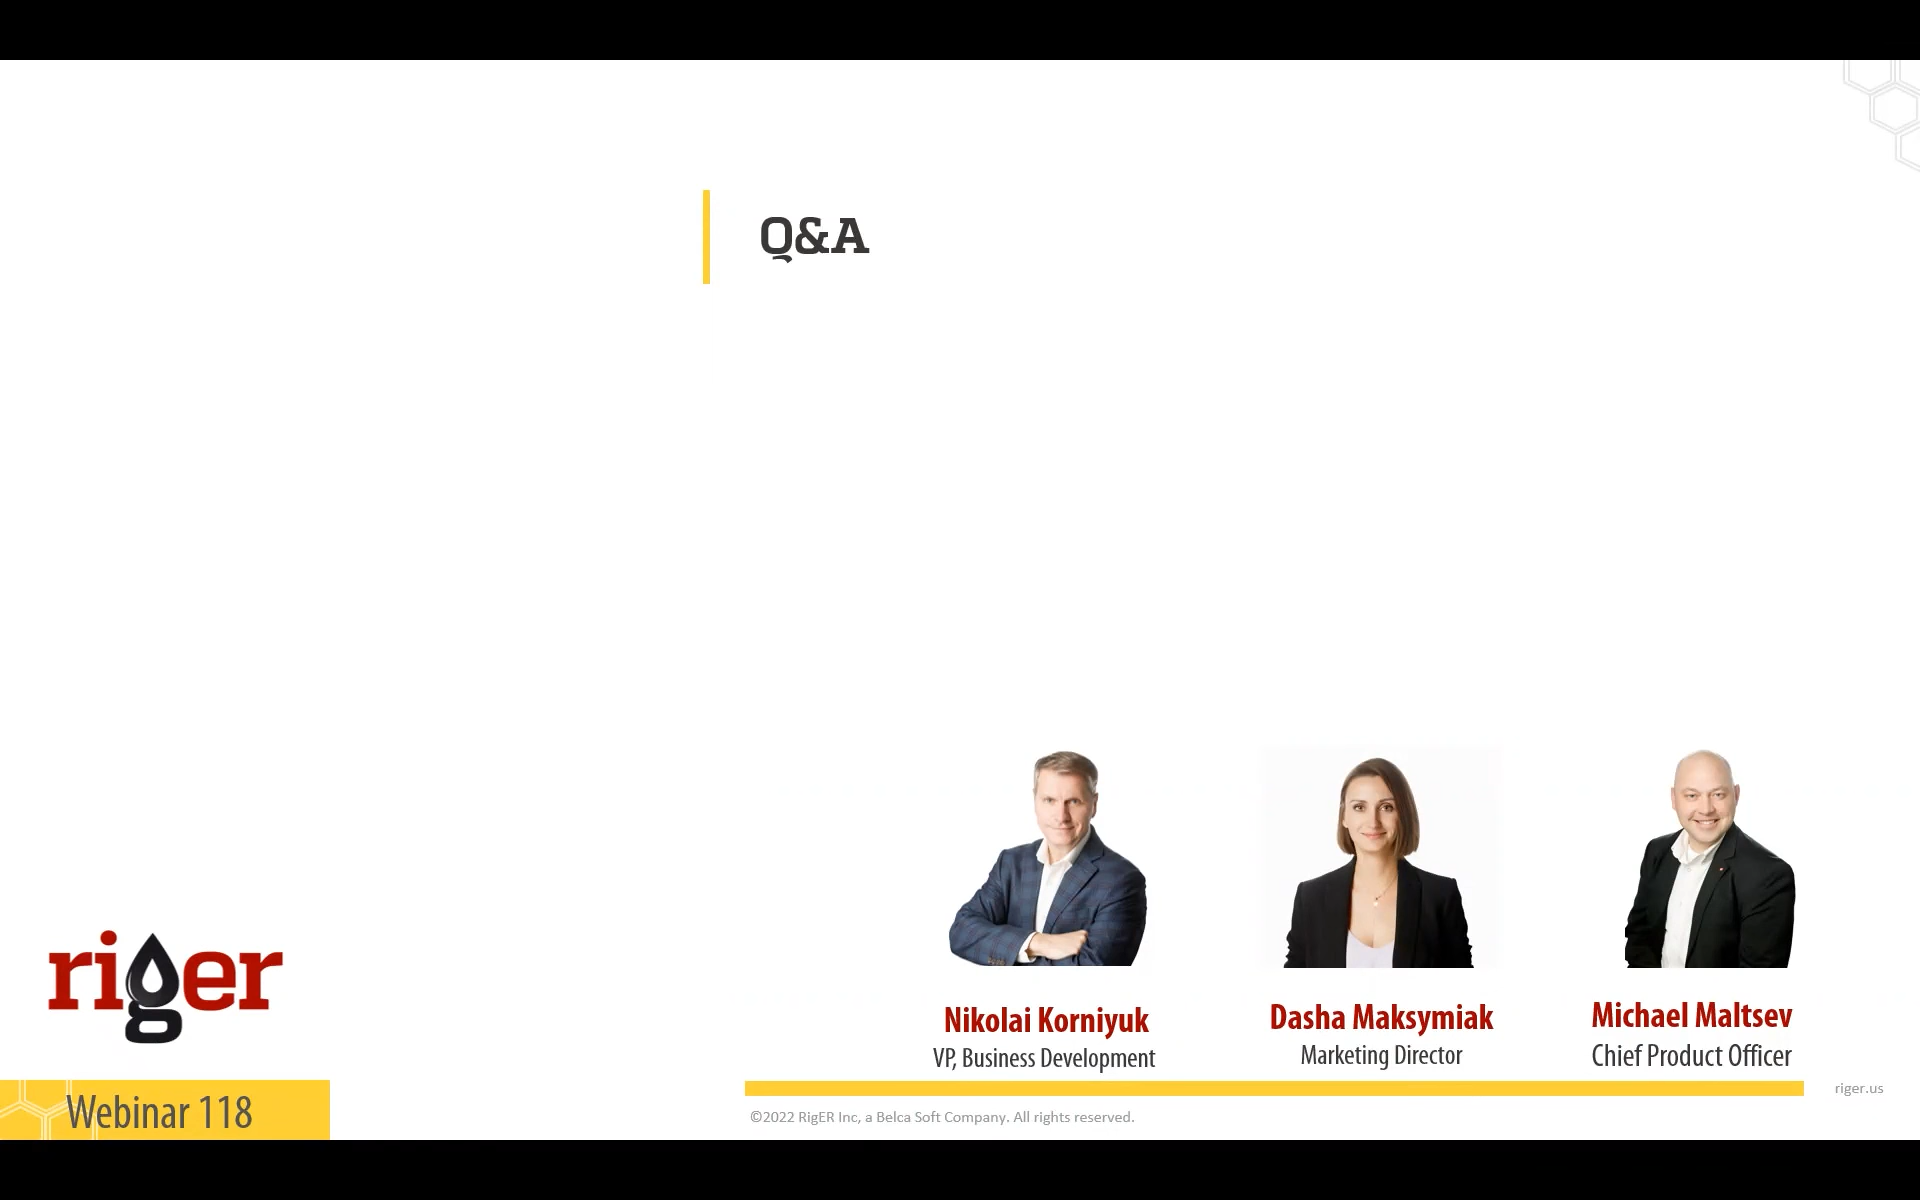 Q&A
riger
Nikolai Korniyuk
VP, Business Development
Dasha Maksymiak
Marketing Director
Michael Maltsev
Chief Product Officer
Webinar 118
riger.us
©2022 RigER Inc, a Belca Soft Company. All rights reserved.